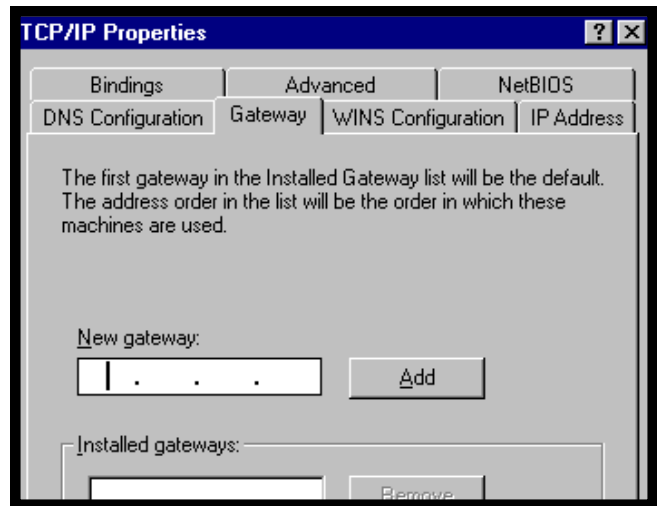 TCP/IP Properties
Bindings Advanced NetBIOS
DNS Configuration Gateway WINS Configuration IP Address
The first gateway in the Installed Gateway list will be the default.
The address order in the list will be the order in which these
machines are used.
New gateway:
. . .
Add
Installed gateways:
Remove